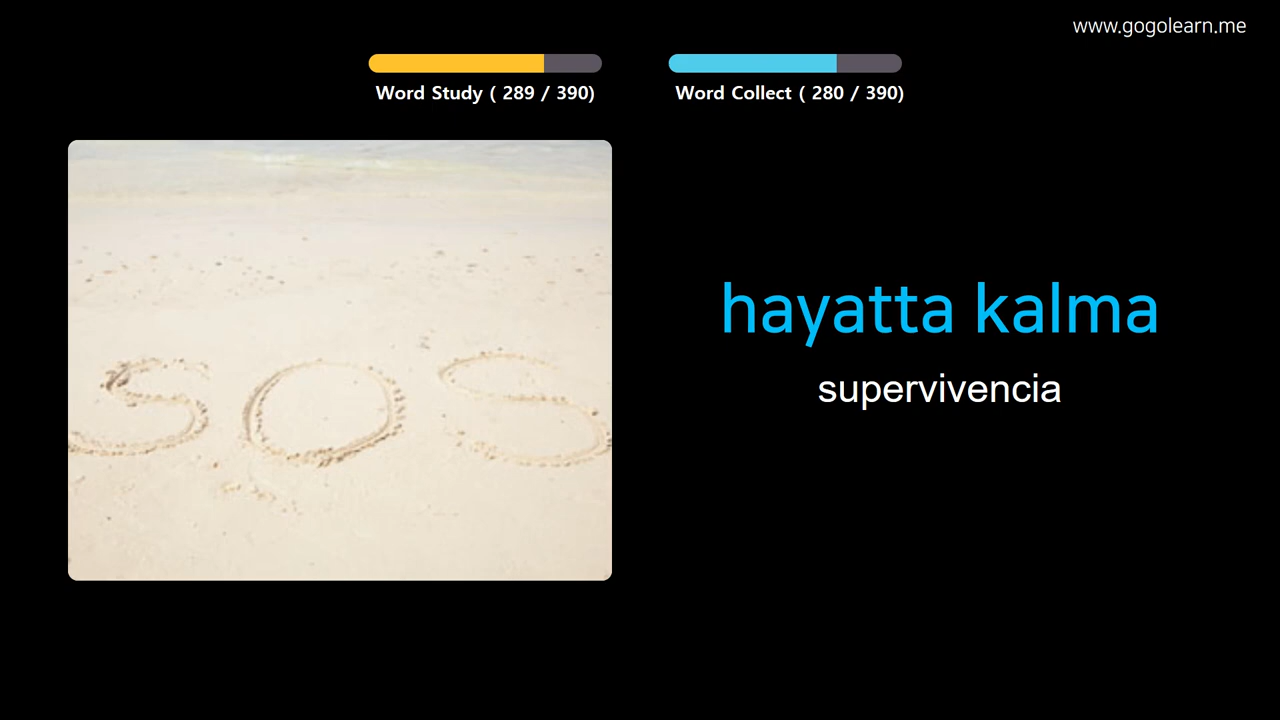 www.gogolearn.me
Word Study ( 289 / 390)
Word Collect ( 280 / 390)
SOS
hayatta kalma
supervivencia